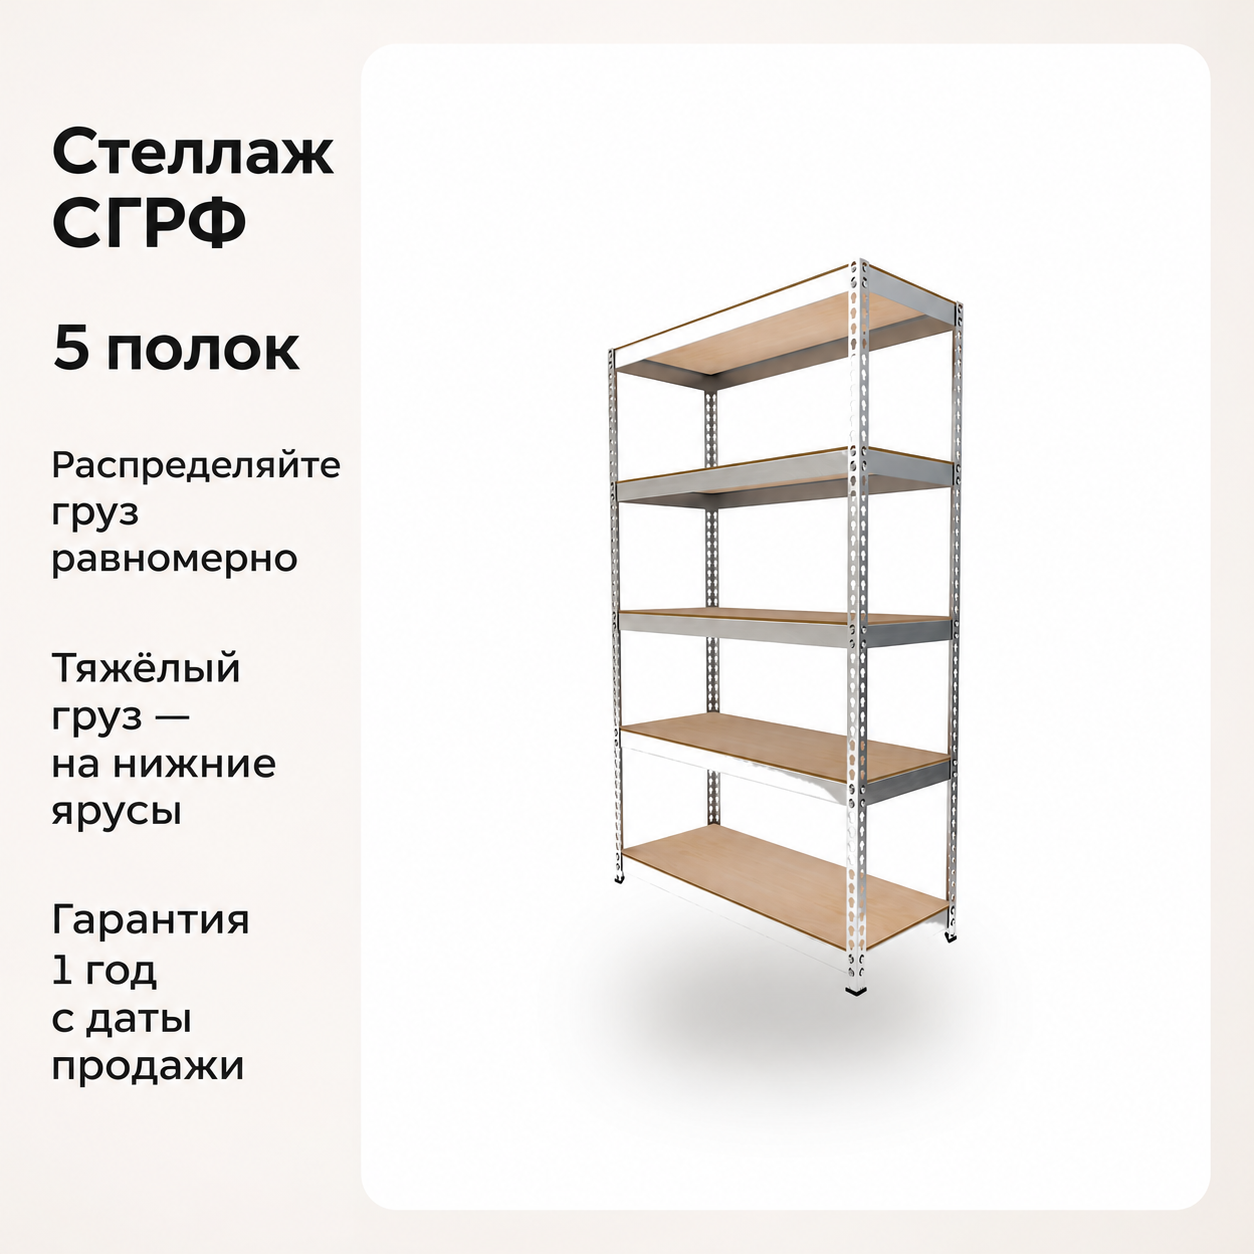 Стеллаж
СГРФ
5 полок
Распределяйте
груз
равномерно
Тяжёлый
груз —
на нижние
ярусы
Гарантия
1 год
с даты
продажи